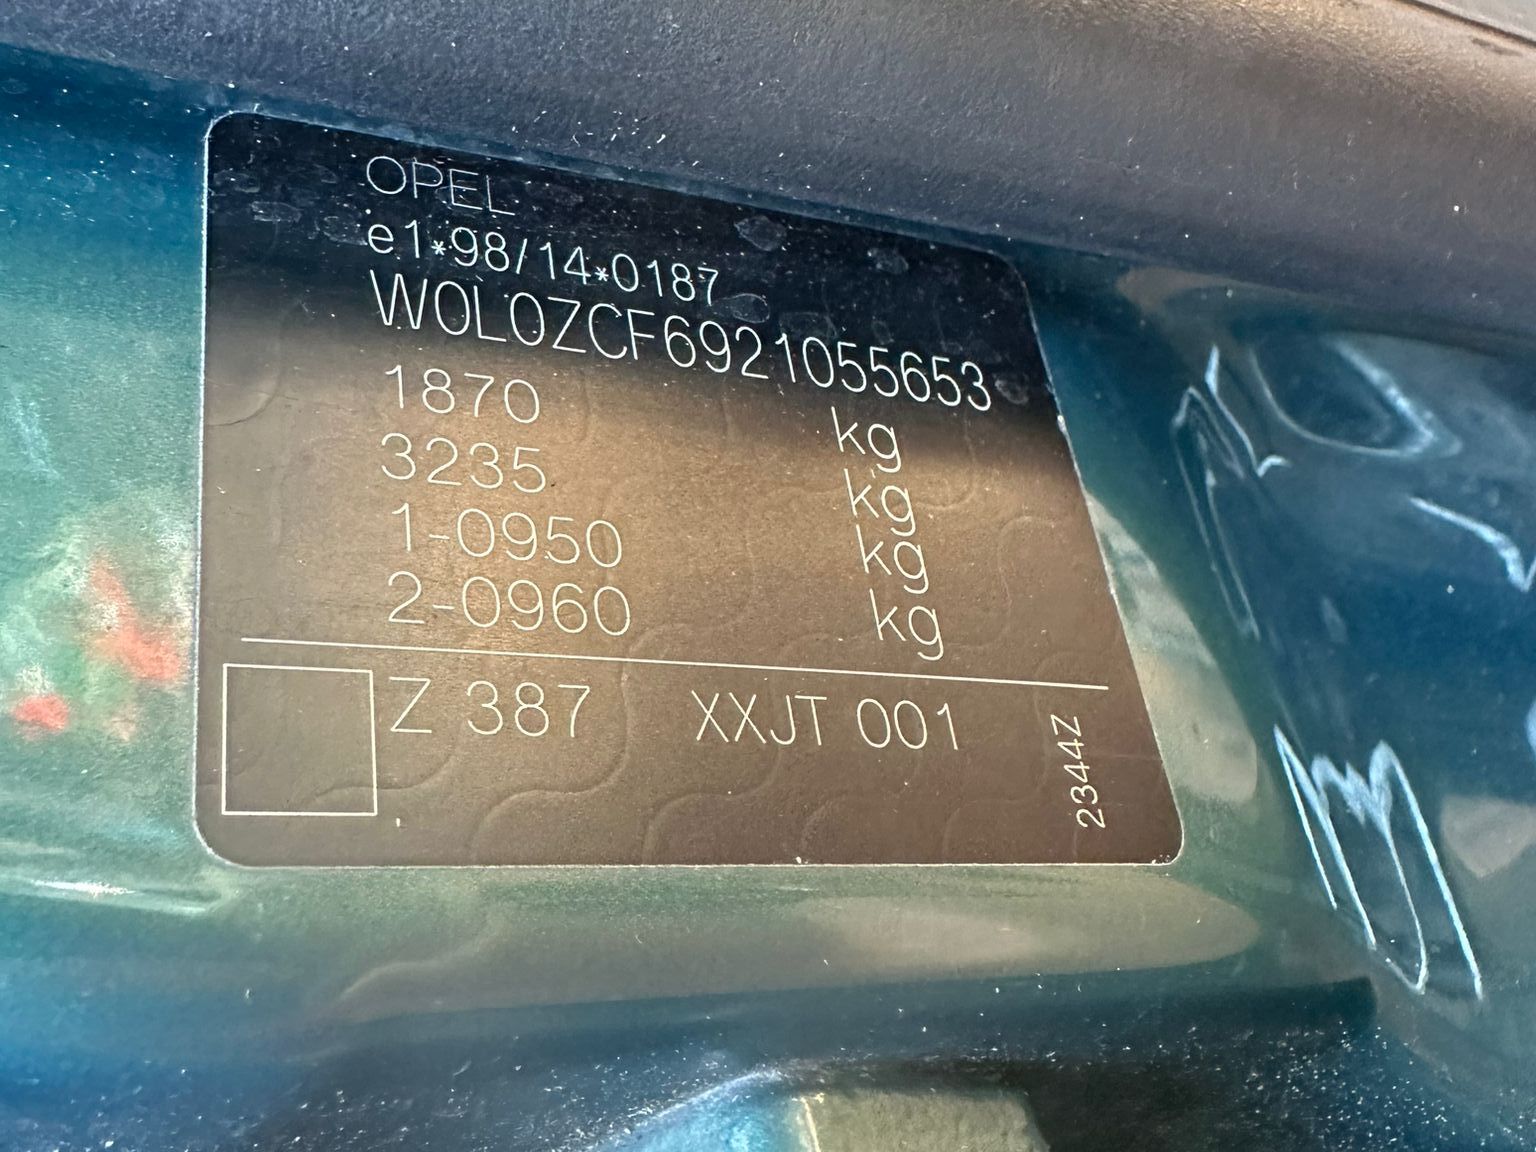 OPEL
e1*98/14*0187
W0L0ZCF6921055653
1870 kg
3235 kg
1-0950 kg
2-0960 kg
Z 387 XXJT 001
2344Z